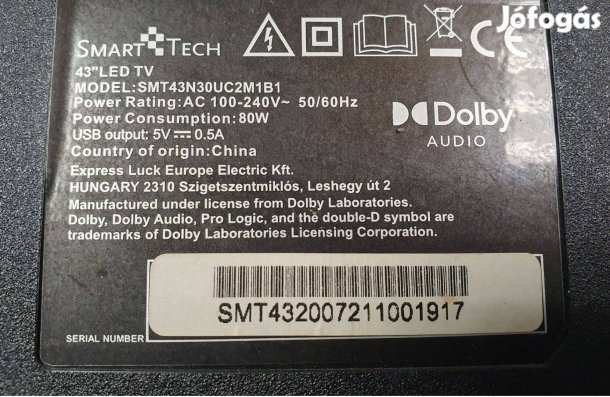 Jófogás
SMART TECH
43"LED TV
MODEL:SMT43N30UC2M1B1
Power Rating:AC 100-240V~ 50/60Hz
Power Consumption:80W
USB output: 5V⎓0.5A
Country of origin:China
Dolby
AUDIO
Express Luck Europe Electric Kft.
HUNGARY 2310 Szigetszentmiklós, Leshegy út 2
Manufactured under license from Dolby Laboratories.
Dolby, Dolby Audio, Pro Logic, and the double-D symbol are
trademarks of Dolby Laboratories Licensing Corporation.
SMT432007211001917
SERIAL NUMBER